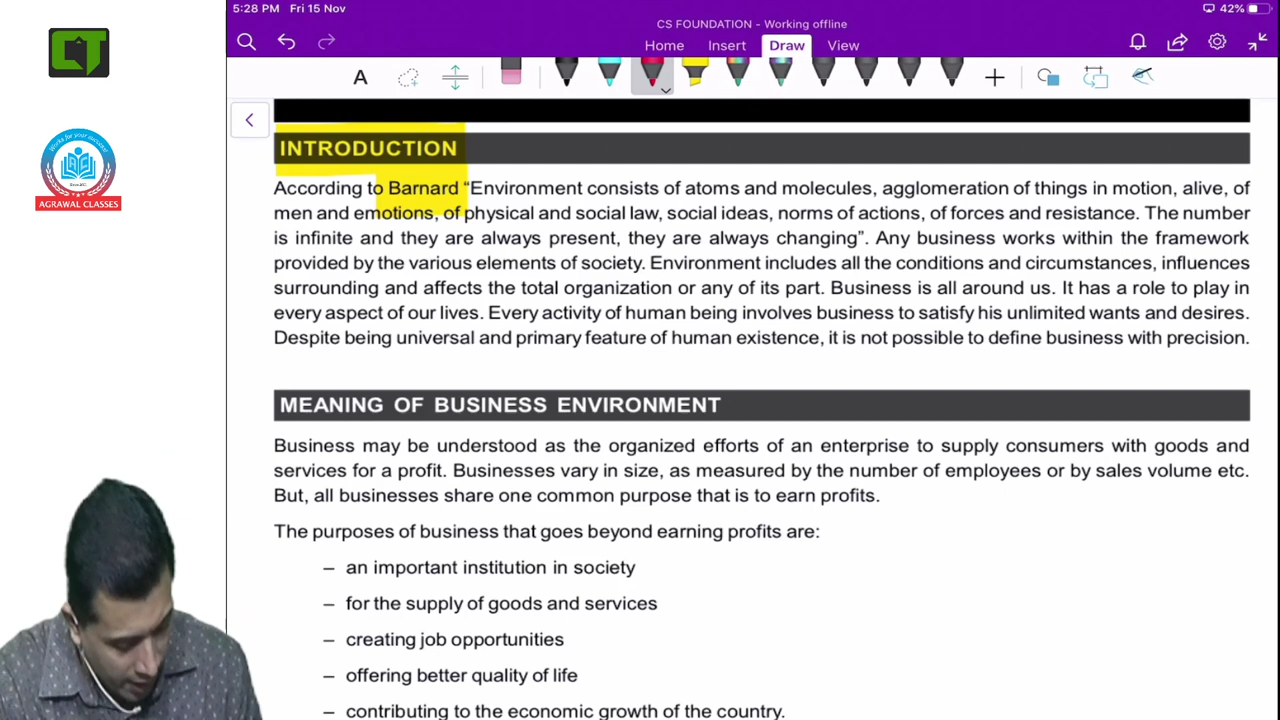 5:28 PM Fri 15 Nov
42%
CS FOUNDATION - Working offline
Home Insert Draw View
A
CT
Works for your success!
AGRAWAL CLASSES
INTRODUCTION
According to Barnard “Environment consists of atoms and molecules, agglomeration of things in motion, alive, of
men and emotions, of physical and social law, social ideas, norms of actions, of forces and resistance. The number
is infinite and they are always present, they are always changing”. Any business works within the framework
provided by the various elements of society. Environment includes all the conditions and circumstances, influences
surrounding and affects the total organization or any of its part. Business is all around us. It has a role to play in
every aspect of our lives. Every activity of human being involves business to satisfy his unlimited wants and desires.
Despite being universal and primary feature of human existence, it is not possible to define business with precision.
MEANING OF BUSINESS ENVIRONMENT
Business may be understood as the organized efforts of an enterprise to supply consumers with goods and
services for a profit. Businesses vary in size, as measured by the number of employees or by sales volume etc.
But, all businesses share one common purpose that is to earn profits.
The purposes of business that goes beyond earning profits are:
– an important institution in society
– for the supply of goods and services
– creating job opportunities
– offering better quality of life
– contributing to the economic growth of the country.